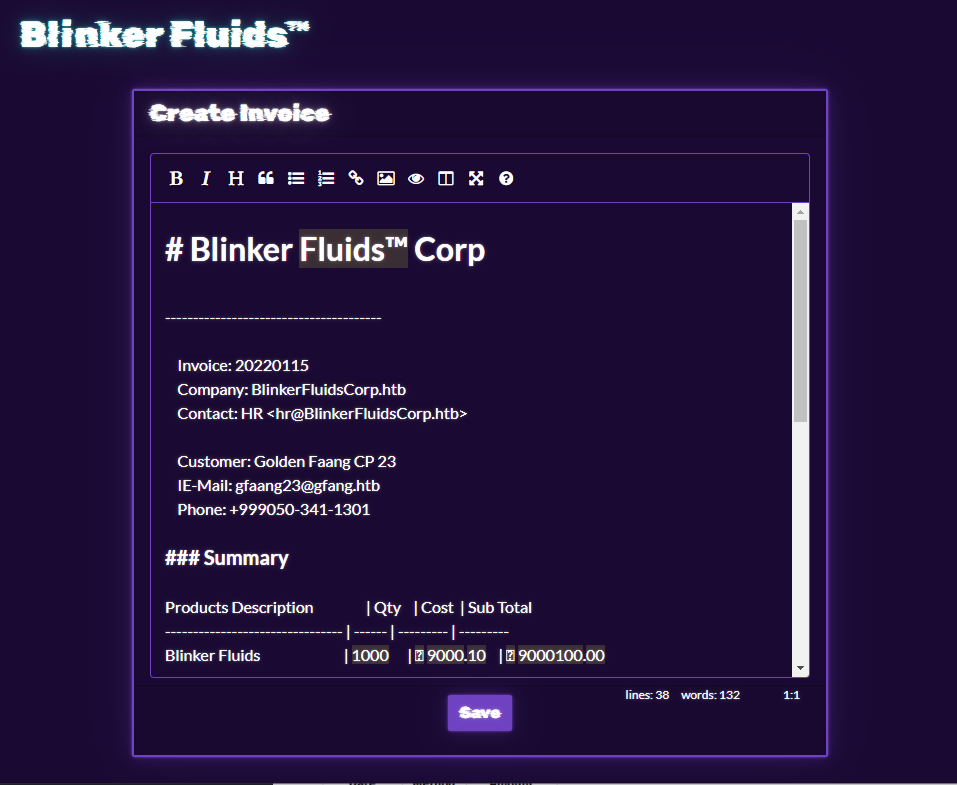 Blinker Fluids™
Create Invoice
# Blinker Fluids™ Corp
---------------------------------------
Invoice: 20220115
Company: BlinkerFluidsCorp.htb
Contact: HR <hr@BlinkerFluidsCorp.htb>
Customer: Golden Faang CP 23
IE-Mail: gfaang23@gfang.htb
Phone: +999050-341-1301
### Summary
Products Description | Qty | Cost | Sub Total
-------------------------------- | ------ | --------- | ---------
Blinker Fluids | 1000 | 9000.10 | 9000100.00
lines: 38 words: 132 1:1
Save